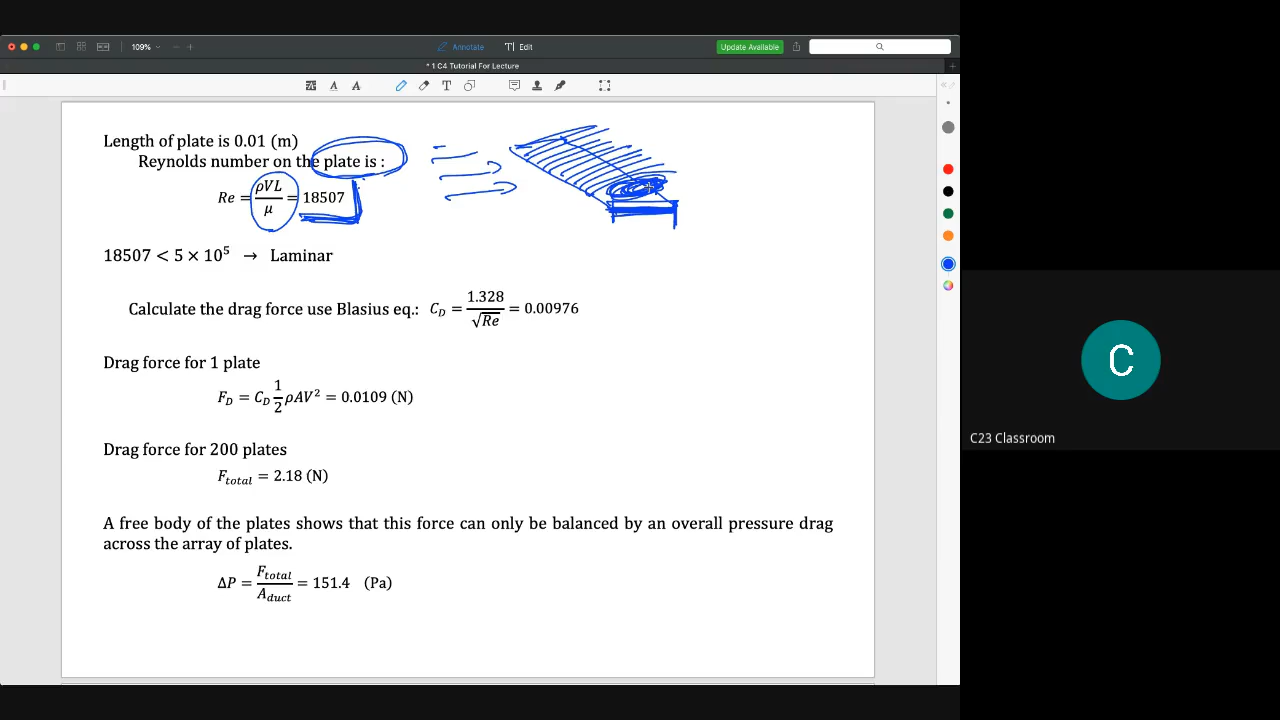 109%
Annotate
T Edit
Update Available
* 1 C4 Tutorial For Lecture
Length of plate is 0.01 (m)
Reynolds number on the plate is :
Re = ρVL / μ = 18507
18507 < 5 × 10⁵ → Laminar
Calculate the drag force use Blasius eq.: C_D = 1.328 / √Re = 0.00976
Drag force for 1 plate
F_D = C_D 1/2 ρAV² = 0.0109 (N)
Drag force for 200 plates
F_total = 2.18 (N)
A free body of the plates shows that this force can only be balanced by an overall pressure drag
across the array of plates.
ΔP = F_total / A_duct = 151.4 (Pa)
C
C23 Classroom